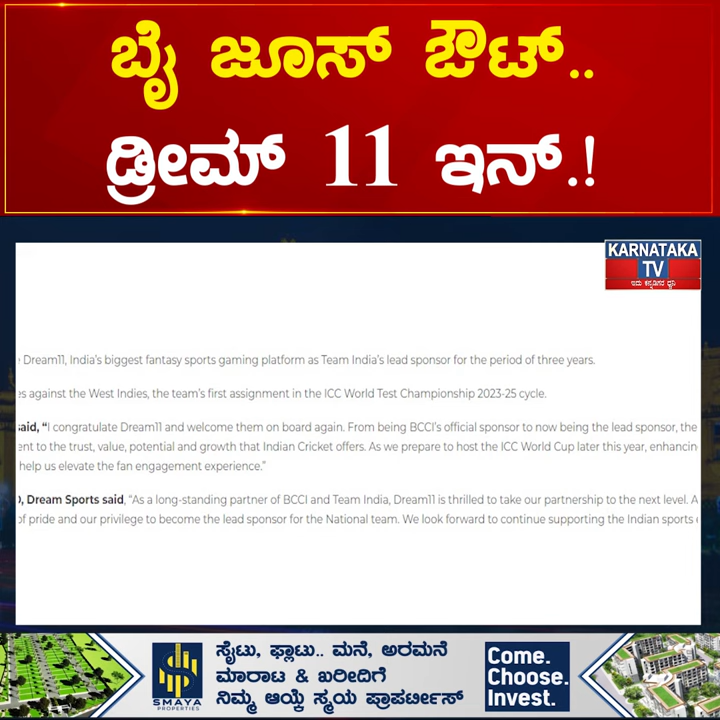 ಬೈ ಜೂಸ್ ಔಟ್..
ಡ್ರೀಮ್ 11 ಇನ್.!
KARNATAKA
TV
ಇದು ಕನ್ನಡಿಗರ ಧ್ವನಿ
Dream11, India's biggest fantasy sports gaming platform as Team India's lead sponsor for the period of three years.
es against the West Indies, the team's first assignment in the ICC World Test Championship 2023-25 cycle.
said, "I congratulate Dream11 and welcome them on board again. From being BCCI's official sponsor to now being the lead sponsor, the
ent to the trust, value, potential and growth that Indian Cricket offers. As we prepare to host the ICC World Cup later this year, enhancin
help us elevate the fan engagement experience."
, Dream Sports said, "As a long-standing partner of BCCI and Team India, Dream11 is thrilled to take our partnership to the next level. A
of pride and our privilege to become the lead sponsor for the National team. We look forward to continue supporting the Indian sports
SMAYA
PROPERTIES
ಸೈಟು, ಫ್ಲಾಟು.. ಮನೆ, ಅರಮನೆ
ಮಾರಾಟ & ಖರೀದಿಗೆ
ನಿಮ್ಮ ಆಯ್ಕೆ ಸ್ಮಯ ಪ್ರಾಪರ್ಟೀಸ್
Come.
Choose.
Invest.